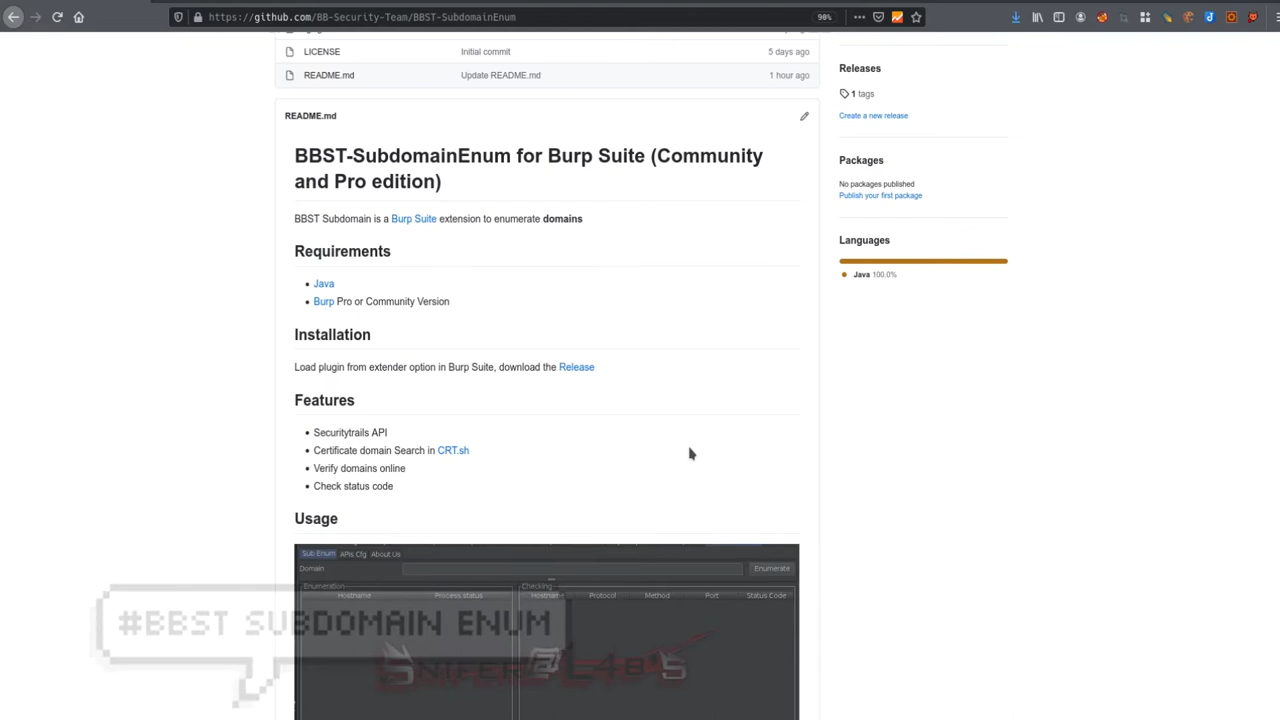 https://github.com/BB-Security-Team/BBST-SubdomainEnum
90%
LICENSE Initial commit 5 days ago
README.md Update README.md 1 hour ago
README.md
BBST-SubdomainEnum for Burp Suite (Community
and Pro edition)
BBST Subdomain is a Burp Suite extension to enumerate domains
Requirements
• Java
• Burp Pro or Community Version
Installation
Load plugin from extender option in Burp Suite, download the Release
Features
• Securitytrails API
• Certificate domain Search in CRT.sh
• Verify domains online
• Check status code
Usage
Sub Enum APIs Cfg About Us
Domain Enumerate
Enumeration Checking
Hostname Process status Hostname Protocol Method Port Status Code
#BBST SUBDOMAIN ENUM
SNIFER L4B'S
Releases
1 tags
Create a new release
Packages
No packages published
Publish your first package
Languages
Java 100.0%